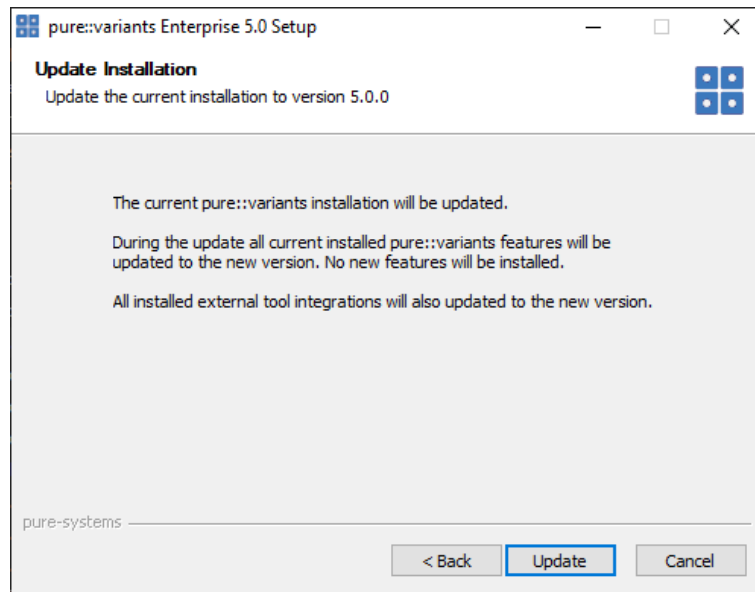 pure::variants Enterprise 5.0 Setup
Update Installation
Update the current installation to version 5.0.0
The current pure::variants installation will be updated.
During the update all current installed pure::variants features will be
updated to the new version. No new features will be installed.
All installed external tool integrations will also updated to the new version.
pure-systems
< Back
Update
Cancel